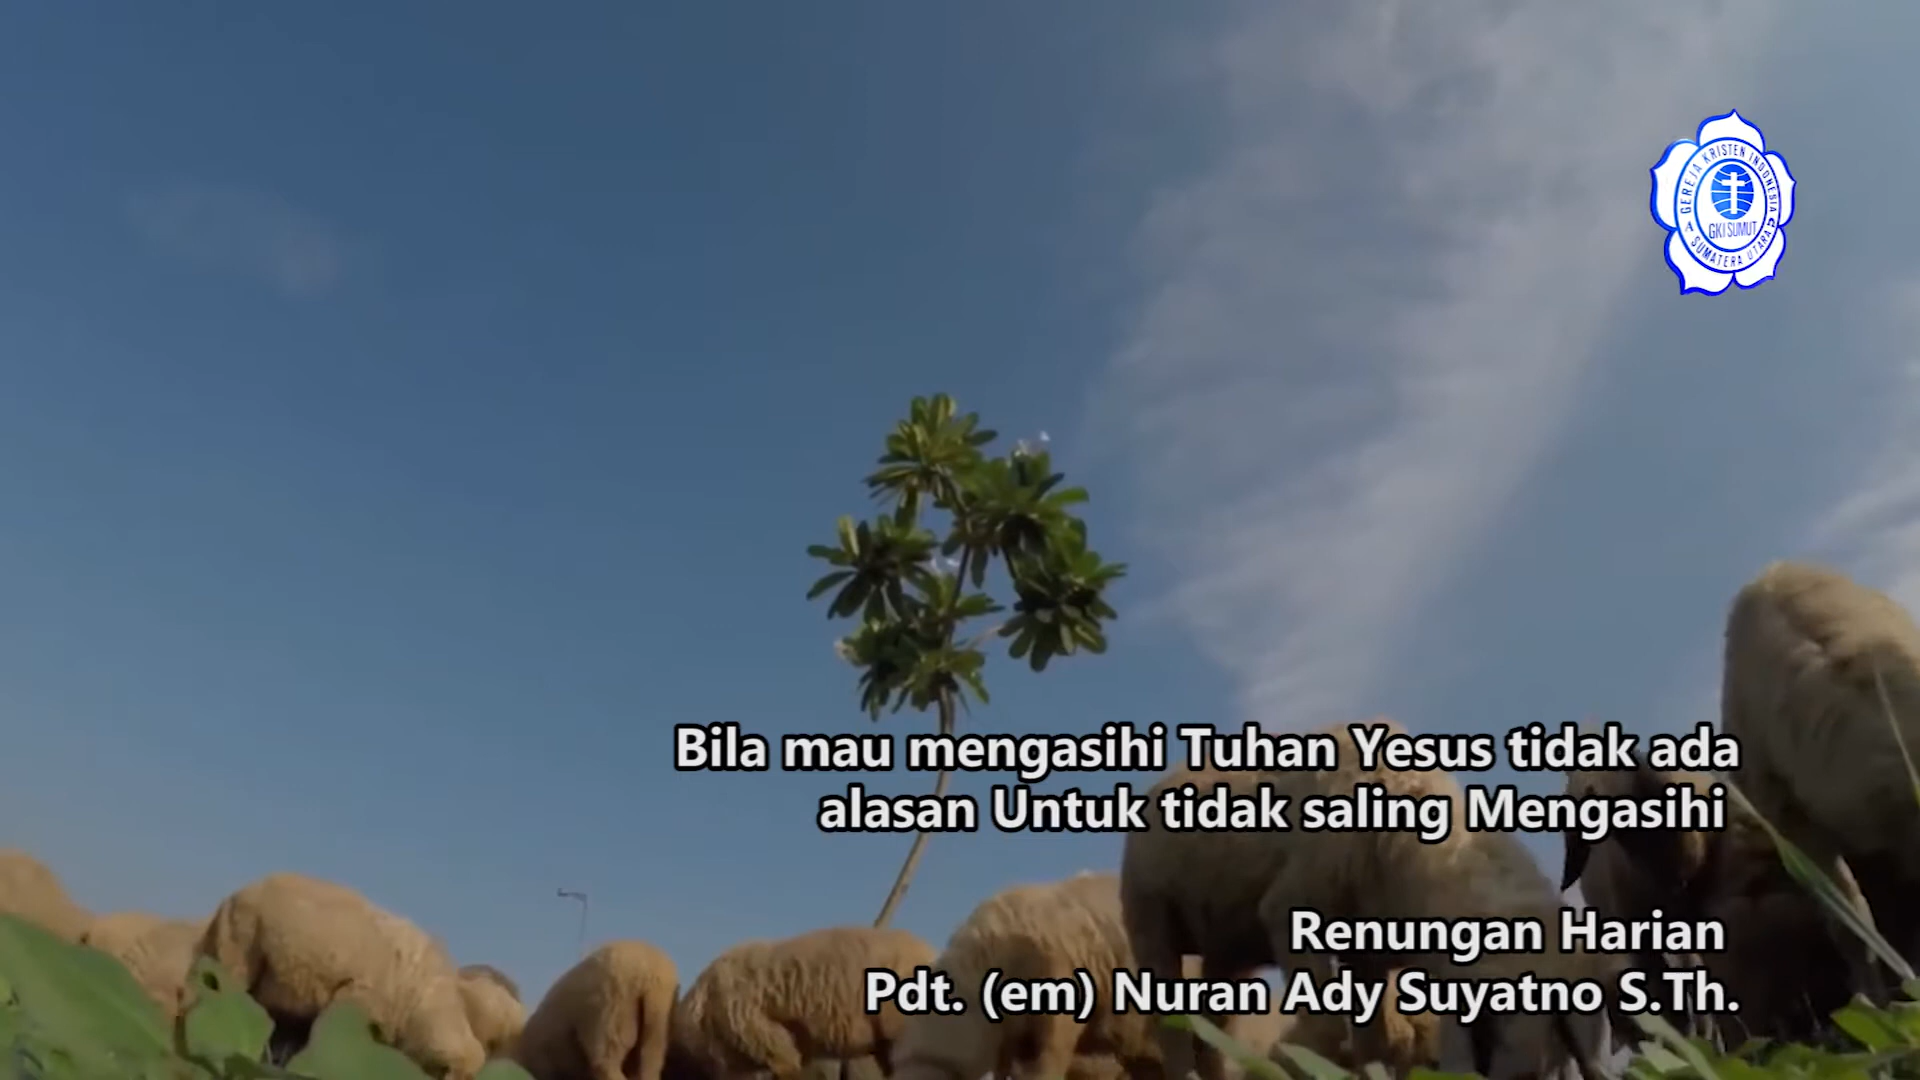 GEREJA KRISTEN INDONESIA
GKI SUMUT
SUMATERA UTARA
Bila mau mengasihi Tuhan Yesus tidak ada
alasan Untuk tidak saling Mengasihi
Renungan Harian
Pdt. (em) Nuran Ady Suyatno S.Th.